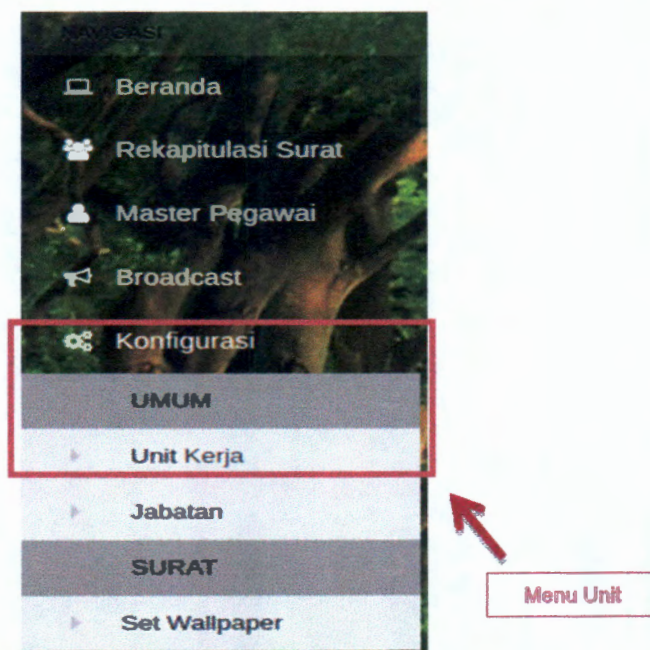 NAVIGASI
Beranda
Rekapitulasi Surat
Master Pegawai
Broadcast
Konfigurasi
UMUM
Unit Kerja
Jabatan
SURAT
Set Wallpaper
Menu Unit